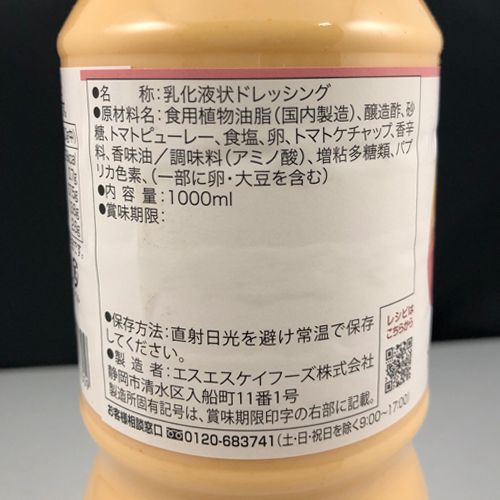 ●名　　称：乳化液状ドレッシング
●原材料名：食用植物油脂（国内製造）、醸造酢、砂
糖、トマトピューレー、食塩、卵、トマトケチャップ、香辛
料、香味油／調味料（アミノ酸）、増粘多糖類、パプ
リカ色素、（一部に卵・大豆を含む）
●内 容 量：1000ml
●賞味期限：
レシピは
こちらから
●保存方法：直射日光を避け常温で保存
してください。
●製 造 者：エスエスケイフーズ株式会社
静岡市清水区入船町11番1号
製造所固有記号は、賞味期限印字の右部に記載。
お客様相談窓口 0120-683741（土・日・祝日を除く9:00～17:00）